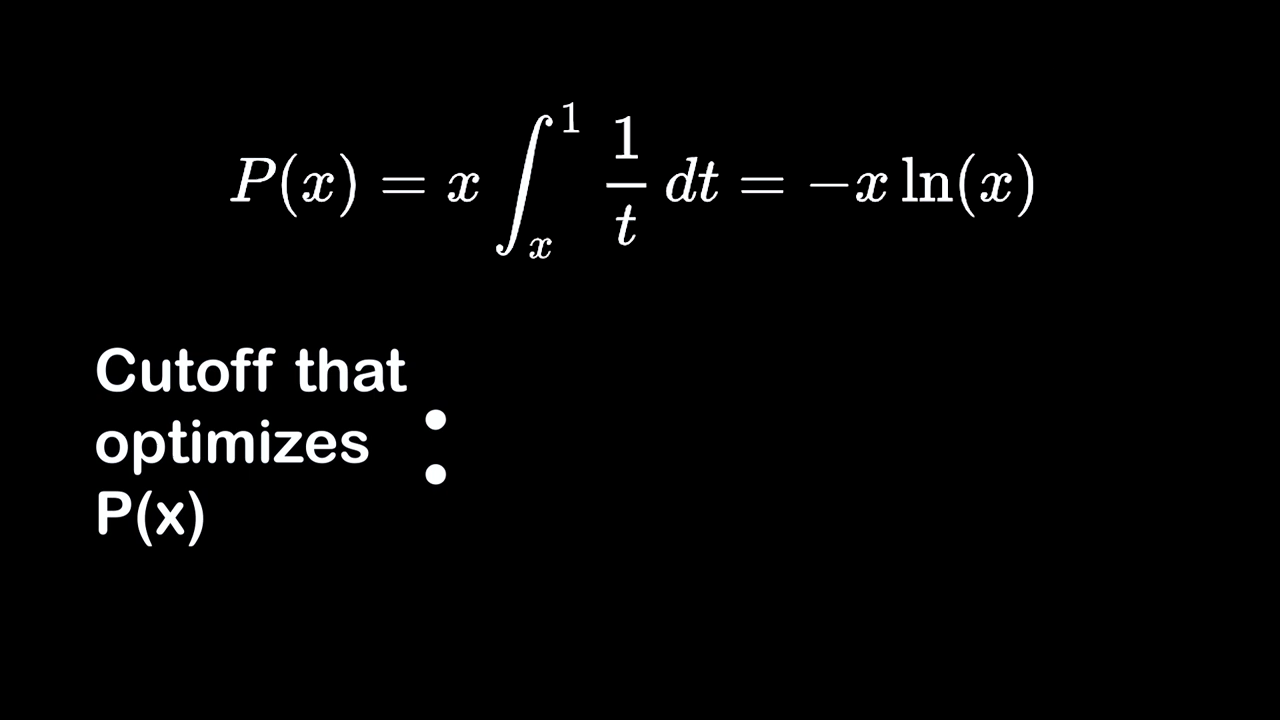 P(x) = x ∫_x^1 1/t dt = −x ln(x)
Cutoff that
optimizes :
P(x)